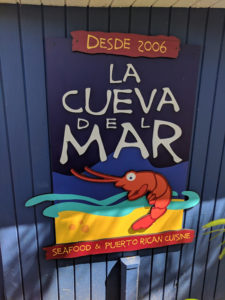 DESDE 2006
LA
CUEVA
DEL
MAR
SEAFOOD & PUERTO RICAN CUISINE